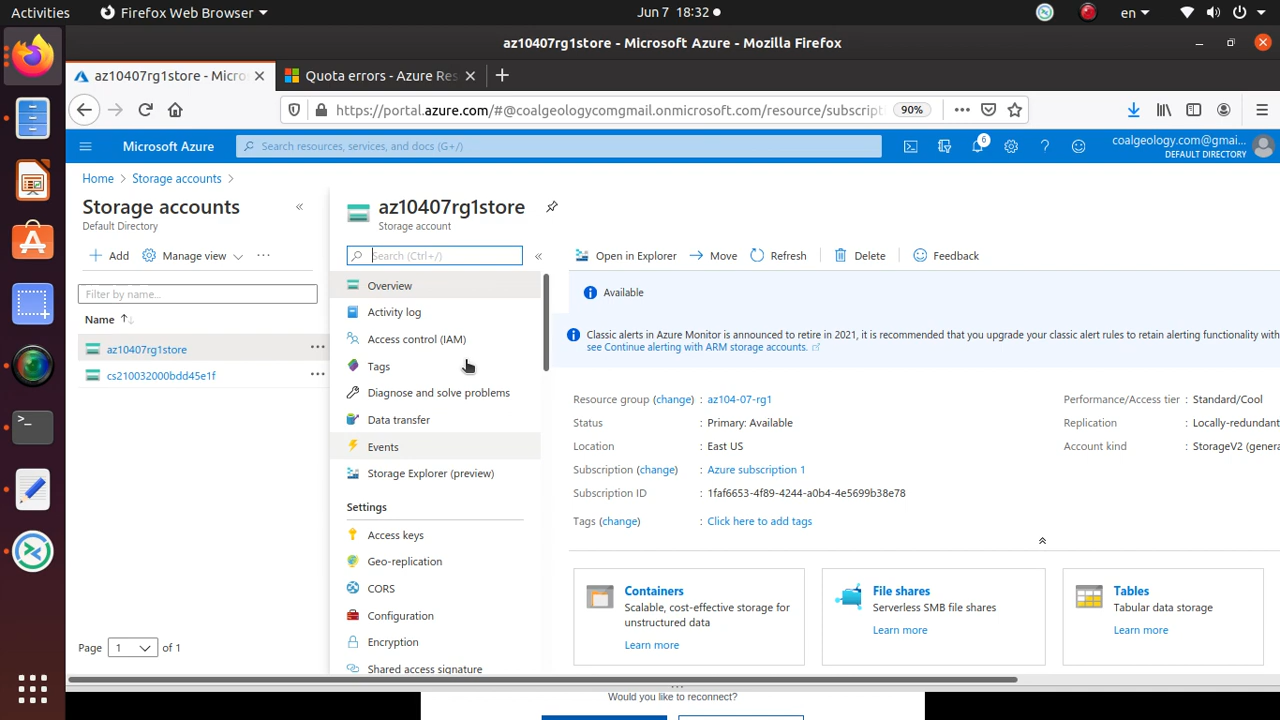 Activities
Firefox Web Browser
Jun 7 18:32
en
az10407rg1store - Microsoft Azure - Mozilla Firefox
az10407rg1store - Micro
Quota errors - Azure Res
https://portal.azure.com/#@coalgeologycomgmail.onmicrosoft.com/resource/subscript
90%
Microsoft Azure
Search resources, services, and docs (G+/)
6
coalgeology.com@gmai...
DEFAULT DIRECTORY
Home > Storage accounts >
Storage accounts
Default Directory
Add
Manage view
Filter by name...
Name
az10407rg1store
cs210032000bdd45e1f
Page 1 of 1
az10407rg1store
Storage account
Search (Ctrl+/)
Overview
Activity log
Access control (IAM)
Tags
Diagnose and solve problems
Data transfer
Events
Storage Explorer (preview)
Settings
Access keys
Geo-replication
CORS
Configuration
Encryption
Shared access signature
Open in Explorer
Move
Refresh
Delete
Feedback
Available
Classic alerts in Azure Monitor is announced to retire in 2021, it is recommended that you upgrade your classic alert rules to retain alerting functionality with
see Continue alerting with ARM storage accounts.
Resource group (change) : az104-07-rg1
Status : Primary: Available
Location : East US
Subscription (change) : Azure subscription 1
Subscription ID : 1faf6653-4f89-4244-a0b4-4e5699b38e78
Tags (change) : Click here to add tags
Performance/Access tier : Standard/Cool
Replication : Locally-redundant
Account kind : StorageV2 (genera
Containers
Scalable, cost-effective storage for
unstructured data
Learn more
File shares
Serverless SMB file shares
Learn more
Tables
Tabular data storage
Learn more
Would you like to reconnect?